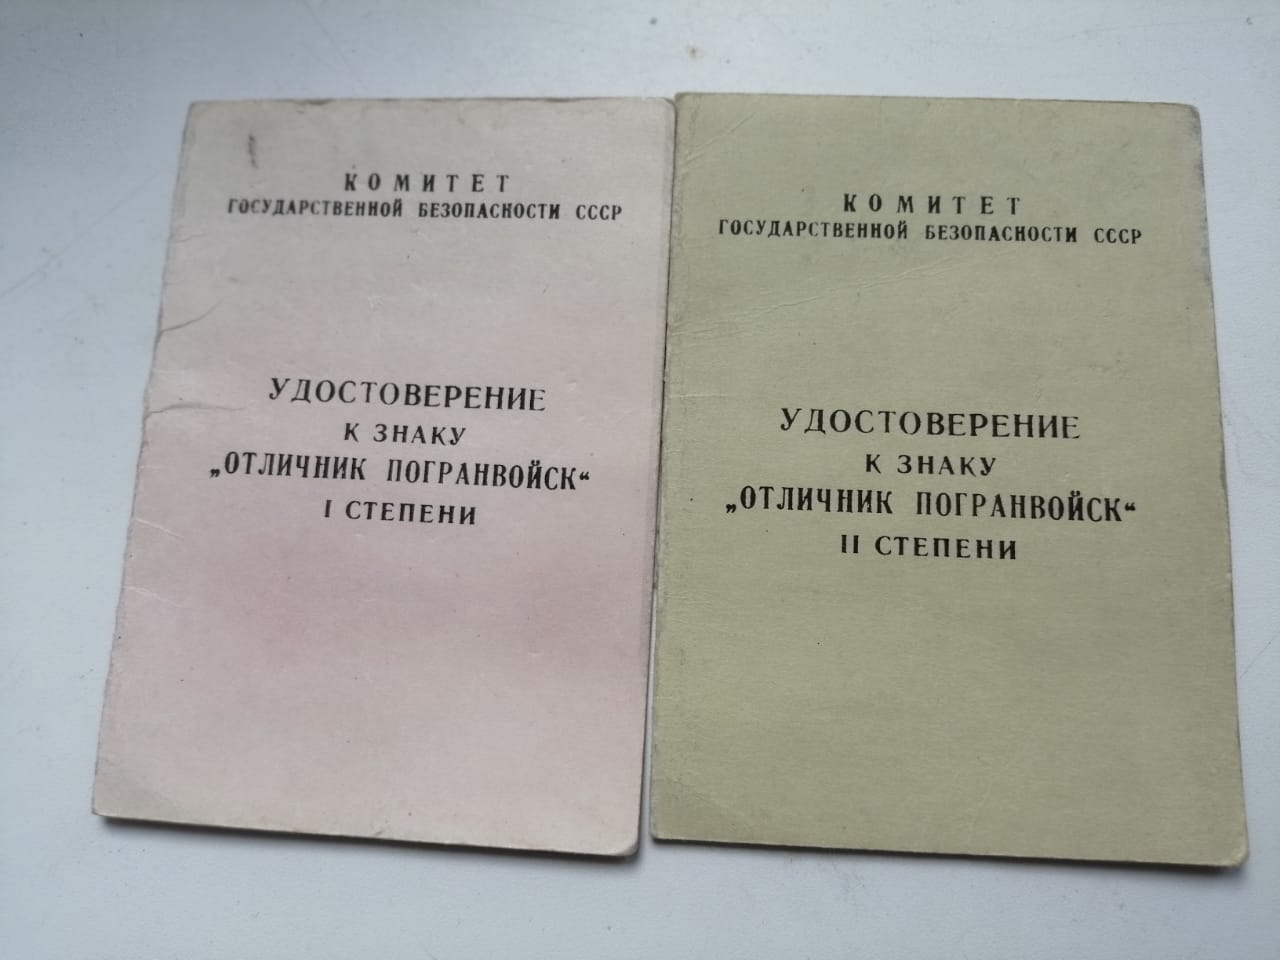 КОМИТЕТ
ГОСУДАРСТВЕННОЙ БЕЗОПАСНОСТИ СССР
УДОСТОВЕРЕНИЕ
К ЗНАКУ
„ОТЛИЧНИК ПОГРАНВОЙСК“
I СТЕПЕНИ
КОМИТЕТ
ГОСУДАРСТВЕННОЙ БЕЗОПАСНОСТИ СССР
УДОСТОВЕРЕНИЕ
К ЗНАКУ
„ОТЛИЧНИК ПОГРАНВОЙСК“
II СТЕПЕНИ